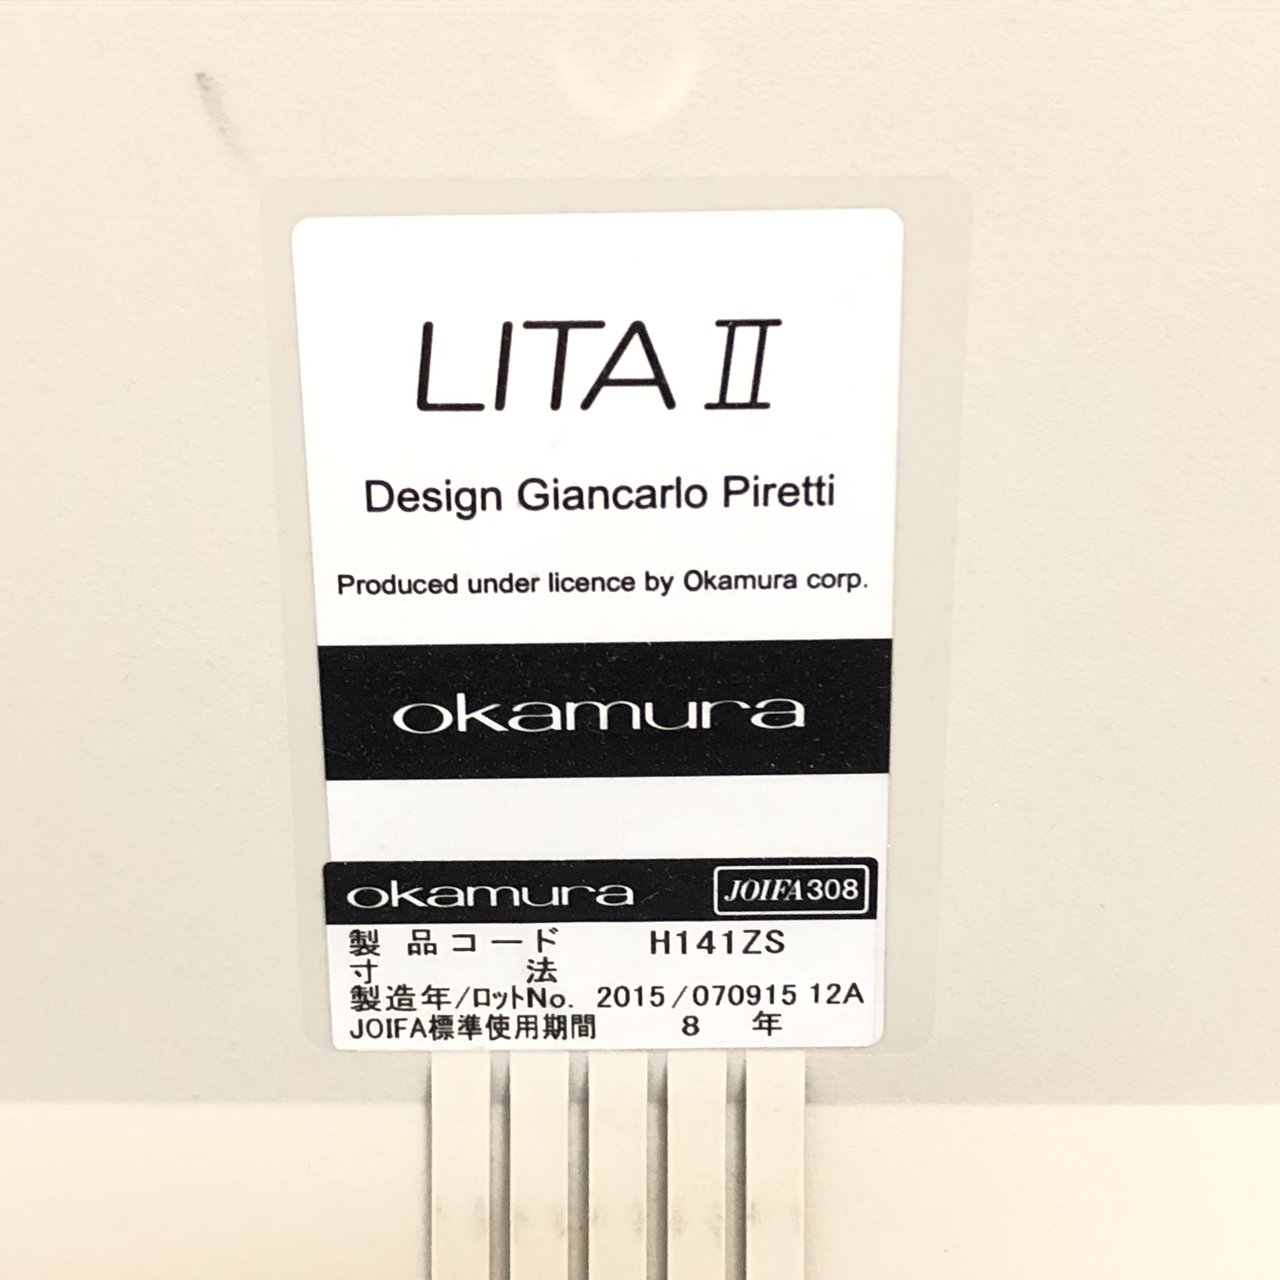 LITA II
Design Giancarlo Piretti
Produced under licence by Okamura corp.
okamura
okamura JOIFA308
製品コード H141ZS
寸法
製造年/ロットNo. 2015/070915 12A
JOIFA標準使用期間 8 年